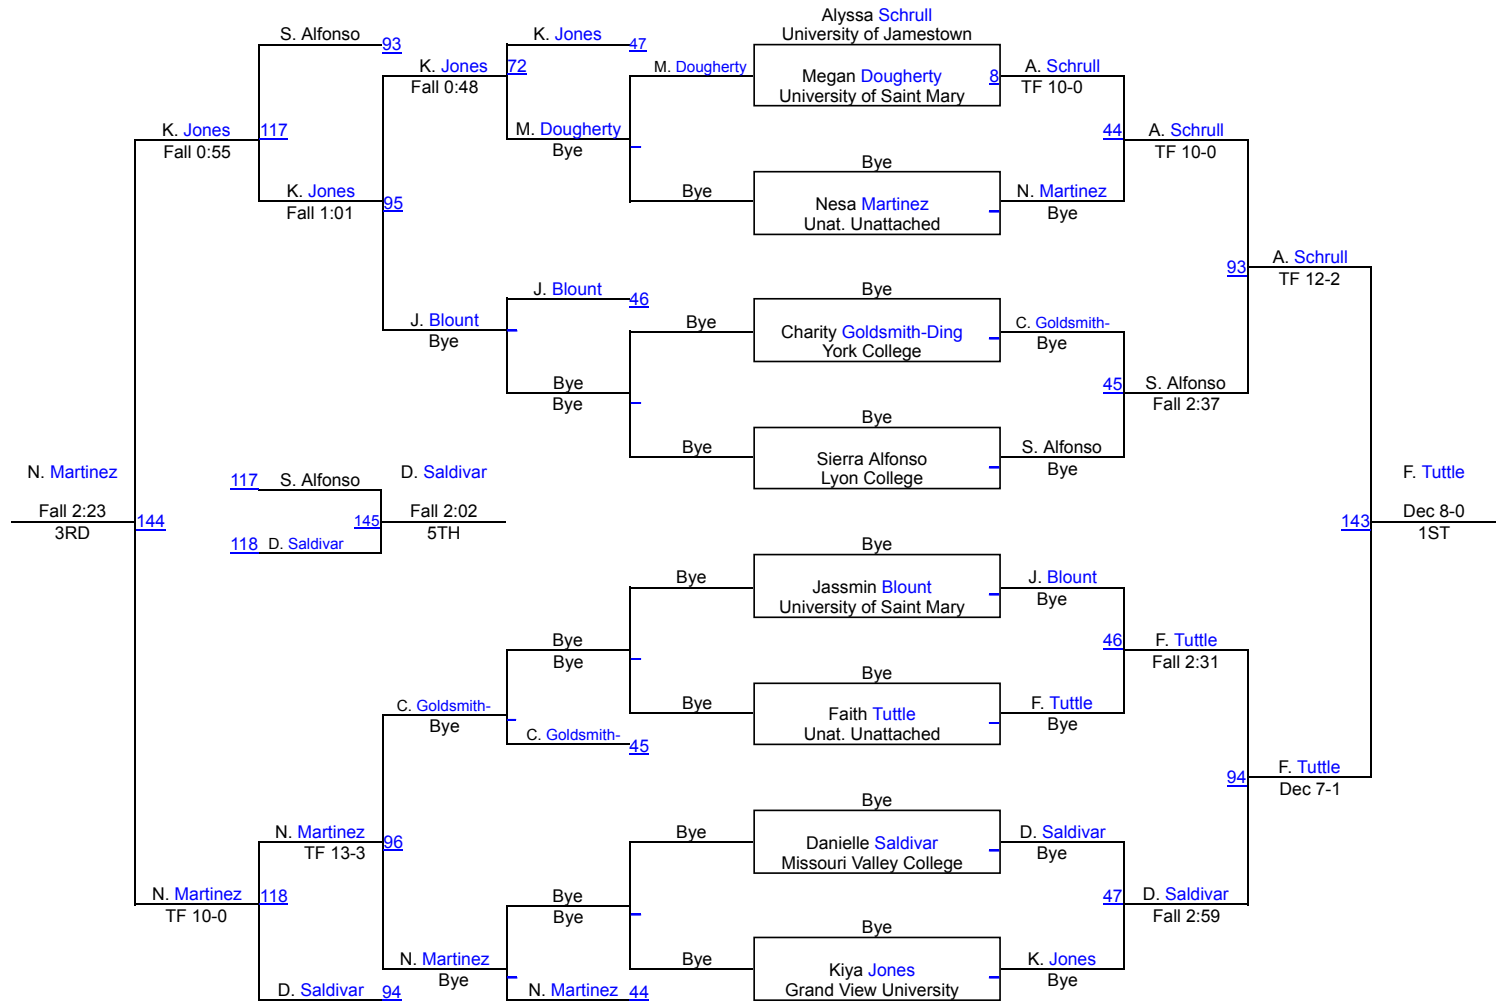 Alyssa Schrull
University of Jamestown
S. Alfonso
93
K. Jones
47
K. Jones
72
Fall 0:48
M. Dougherty
Megan Dougherty
University of Saint Mary
8
A. Schrull
TF 10-0
K. Jones
117
Fall 0:55
M. Dougherty
Bye
44
A. Schrull
TF 10-0
Bye
K. Jones
Fall 1:01
95
Bye
Nesa Martinez
Unat. Unattached
N. Martinez
Bye
93
A. Schrull
TF 12-2
J. Blount
46
Bye
J. Blount
Bye
Bye
Charity Goldsmith-Ding
York College
C. Goldsmith-
Bye
Bye
Bye
45
S. Alfonso
Fall 2:37
Bye
Bye
Sierra Alfonso
Lyon College
S. Alfonso
Bye
N. Martinez
Fall 2:23
3RD
144
117
S. Alfonso
D. Saldivar
145
Fall 2:02
5TH
118
D. Saldivar
F. Tuttle
143
Dec 8-0
1ST
Bye
Bye
Jassmin Blount
University of Saint Mary
J. Blount
Bye
Bye
Bye
46
F. Tuttle
Fall 2:31
Bye
C. Goldsmith-
Bye
Bye
Faith Tuttle
Unat. Unattached
F. Tuttle
Bye
C. Goldsmith-
45
94
F. Tuttle
Dec 7-1
Bye
N. Martinez
TF 13-3
96
Bye
Danielle Saldivar
Missouri Valley College
D. Saldivar
Bye
N. Martinez
118
TF 10-0
Bye
Bye
47
D. Saldivar
Fall 2:59
Bye
N. Martinez
Bye
Bye
Kiya Jones
Grand View University
K. Jones
Bye
D. Saldivar
94
N. Martinez
44